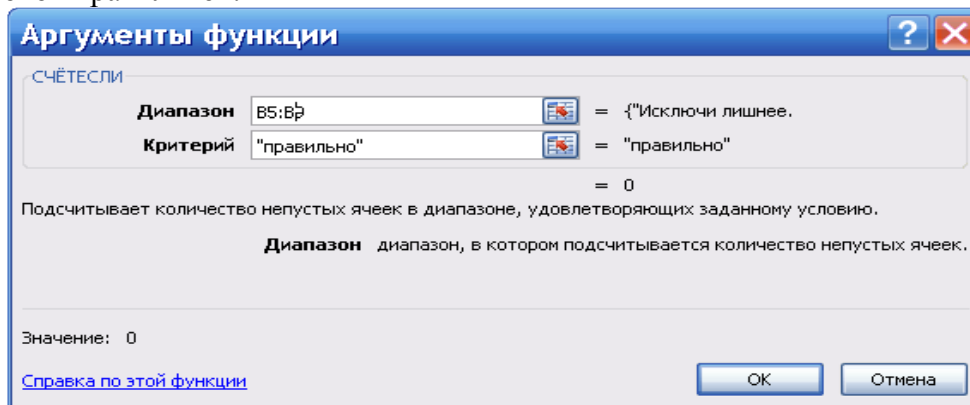 Аргументы функции
СЧЁТЕСЛИ
Диапазон B5:B = {"Исключи лишнее.
Критерий "правильно" = "правильно"
= 0
Подсчитывает количество непустых ячеек в диапазоне, удовлетворяющих заданному условию.
Диапазон диапазон, в котором подсчитывается количество непустых ячеек.
Значение: 0
Справка по этой функции
ОК Отмена